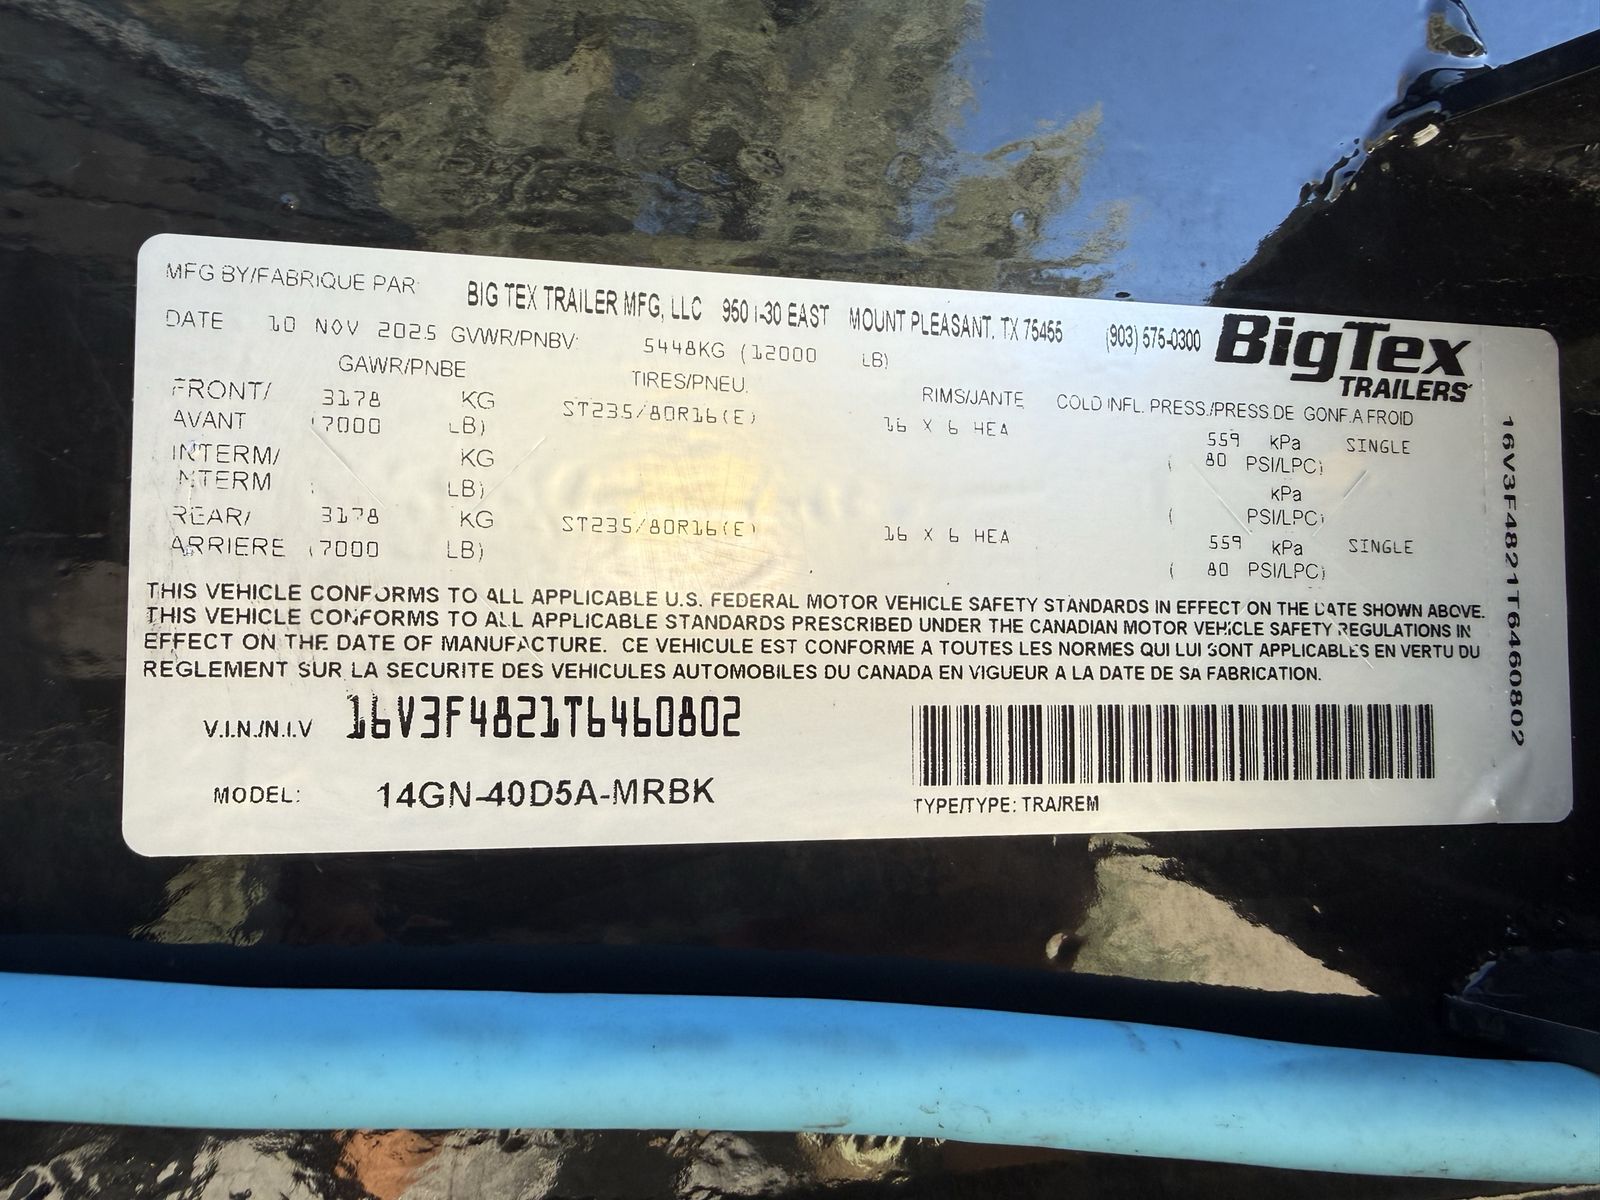 MFG BY/FABRIQUE PAR: BIG TEX TRAILER MFG, LLC 950 I-30 EAST MOUNT PLEASANT, TX 75455 (903) 575-0300
BigTex
TRAILERS
DATE 10 NOV 2025 GVWR/PNBV: 5448KG (12000 LB)
GAWR/PNBE TIRES/PNEU. RIMS/JANTE COLD INFL. PRESS./PRESS.DE GONF.A FROID
FRONT/ 3178 KG ST235/80R16(E) 16 X 6 HEA 559 kPa SINGLE
AVANT (7000 LB) ( 80 PSI/LPC)
INTERM/ KG kPa
INTERM ( LB) ( PSI/LPC)
REAR/ 3178 KG ST235/80R16(E) 16 X 6 HEA 559 kPa SINGLE
ARRIERE (7000 LB) ( 80 PSI/LPC)
THIS VEHICLE CONFORMS TO ALL APPLICABLE U.S. FEDERAL MOTOR VEHICLE SAFETY STANDARDS IN EFFECT ON THE DATE SHOWN ABOVE.
THIS VEHICLE CONFORMS TO ALL APPLICABLE STANDARDS PRESCRIBED UNDER THE CANADIAN MOTOR VEHICLE SAFETY REGULATIONS IN
EFFECT ON THE DATE OF MANUFACTURE. CE VEHICULE EST CONFORME A TOUTES LES NORMES QUI LUI SONT APPLICABLES EN VERTU DU
REGLEMENT SUR LA SECURITE DES VEHICULES AUTOMOBILES DU CANADA EN VIGUEUR A LA DATE DE SA FABRICATION.
V.I.N./N.I.V 16V3F4821T6460802
MODEL: 14GN-40D5A-MRBK
TYPE/TYPE: TRA/REM
16V3F4821T6460802